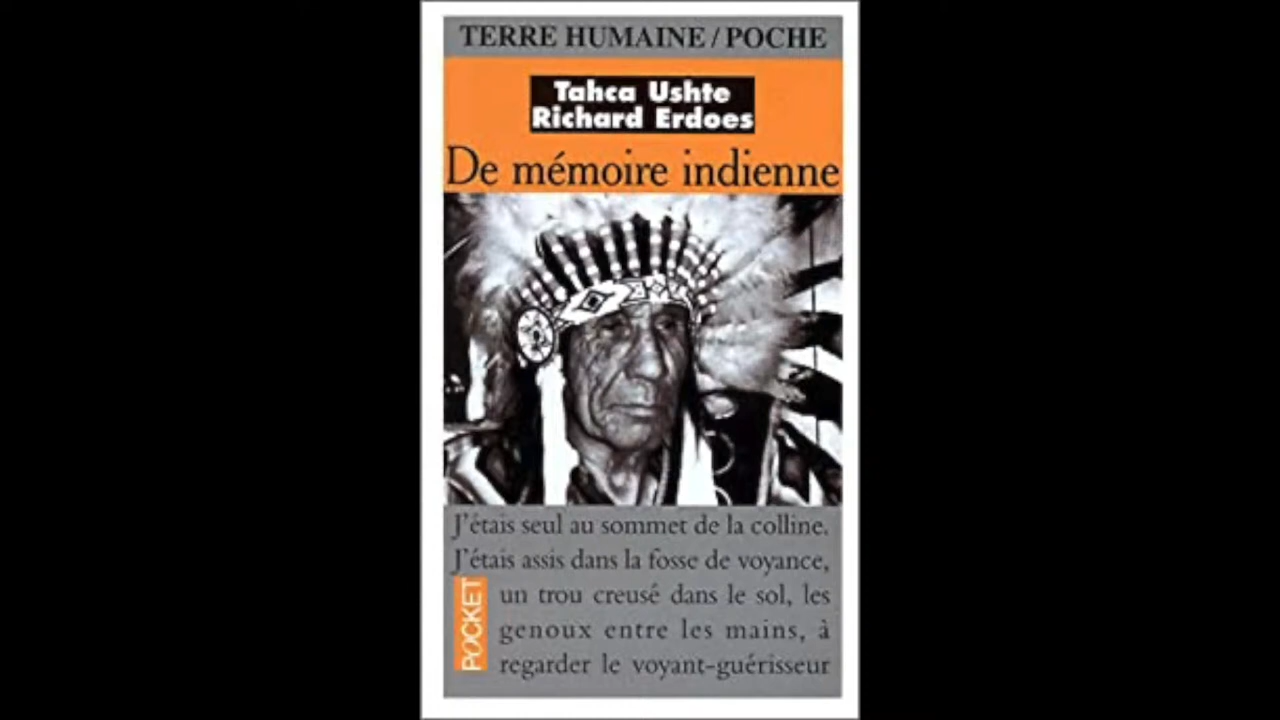 TERRE HUMAINE / POCHE
Tahca Ushte
Richard Erdoes
De mémoire indienne
J'étais seul au sommet de la colline.
J'étais assis dans la fosse de voyance,
un trou creusé dans le sol, les
genoux entre les mains, à
regarder le voyant-guérisseur
POCKET